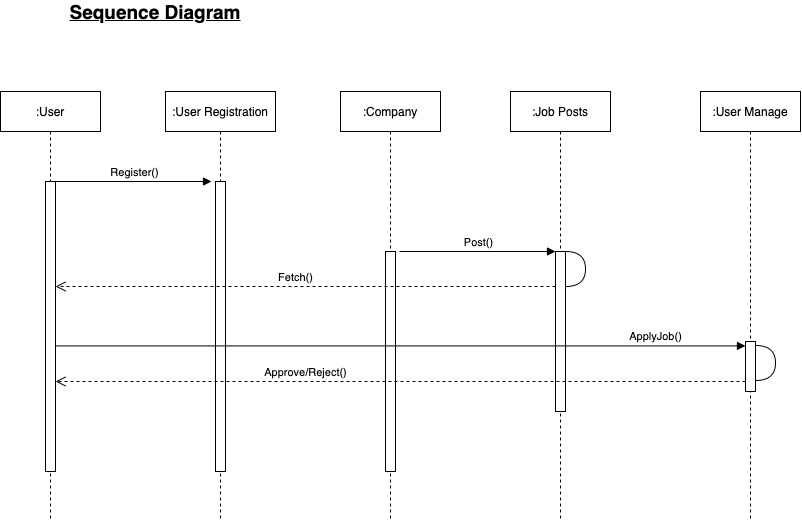 Sequence Diagram
:User
:User Registration
:Company
:Job Posts
:User Manage
Register()
Post()
Fetch()
ApplyJob()
Approve/Reject()